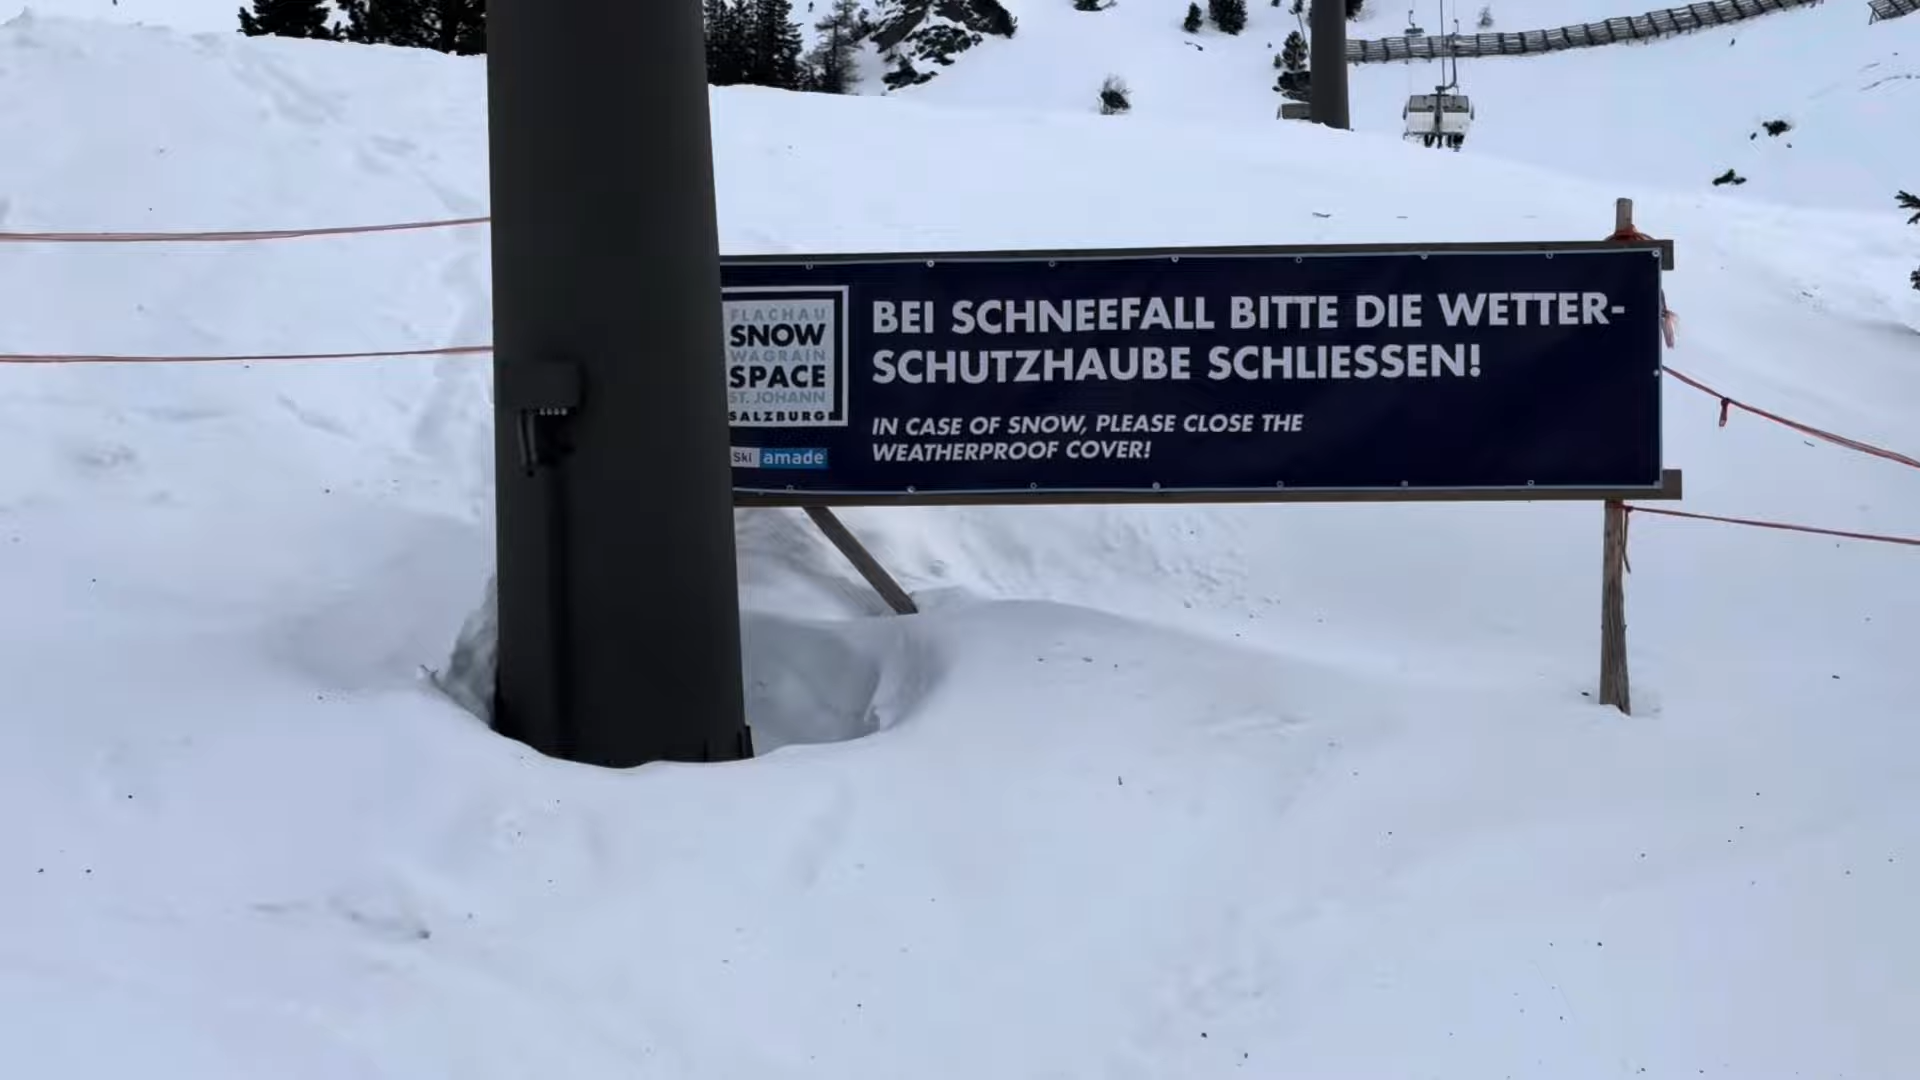 FLACHAU
SNOW
WAGRAIN
SPACE
ST. JOHANN
SALZBURG
Ski amade
BEI SCHNEEFALL BITTE DIE WETTER-
SCHUTZHAUBE SCHLIESSEN!
IN CASE OF SNOW, PLEASE CLOSE THE
WEATHERPROOF COVER!